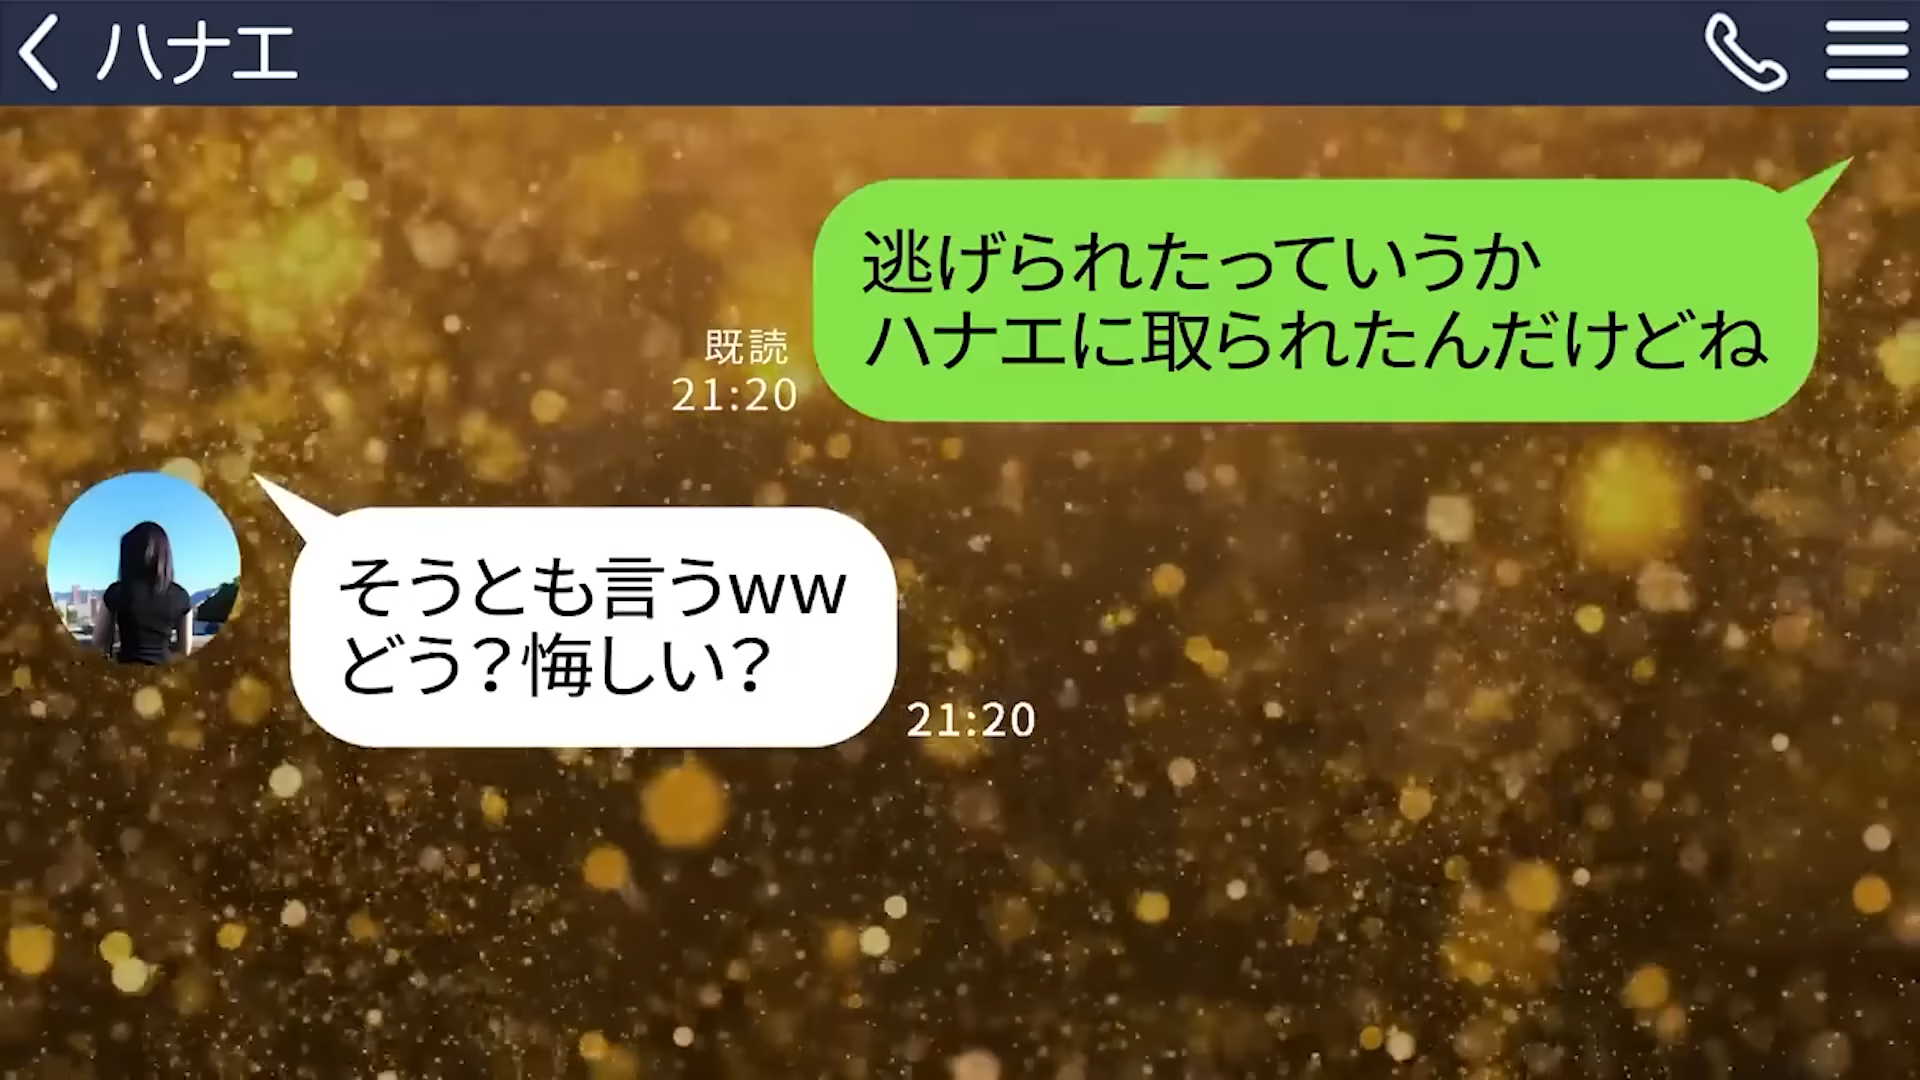 ハナエ
逃げられたっていうか
ハナエに取られたんだけどね
既読
21:20
そうとも言うww
どう？悔しい？
21:20